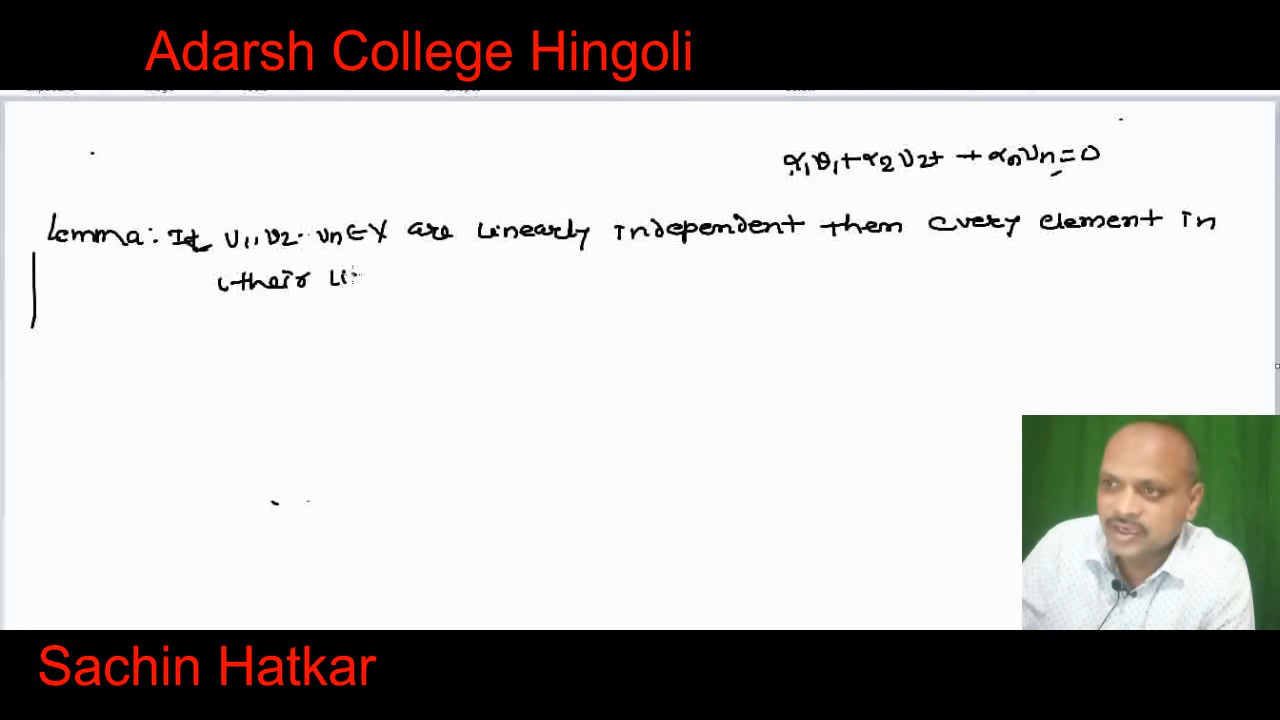 Adarsh College Hingoli
α₁v₁+α₂v₂+ +αₙvₙ=0
Lemma: If v₁,v₂.. vₙ∈V are linearly independent then every element in
their li
Sachin Hatkar